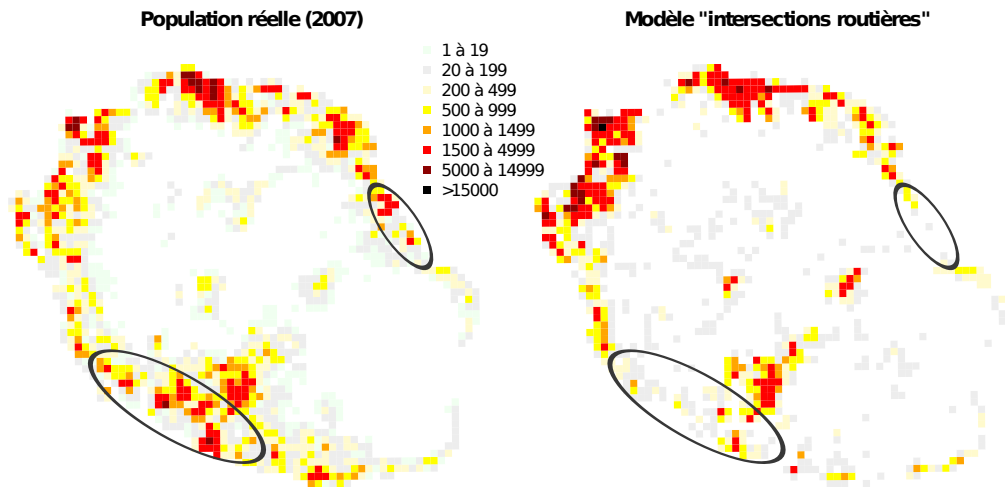 Population réelle (2007)
Modèle "intersections routières"
1 à 19
20 à 199
200 à 499
500 à 999
1000 à 1499
1500 à 4999
5000 à 14999
>15000